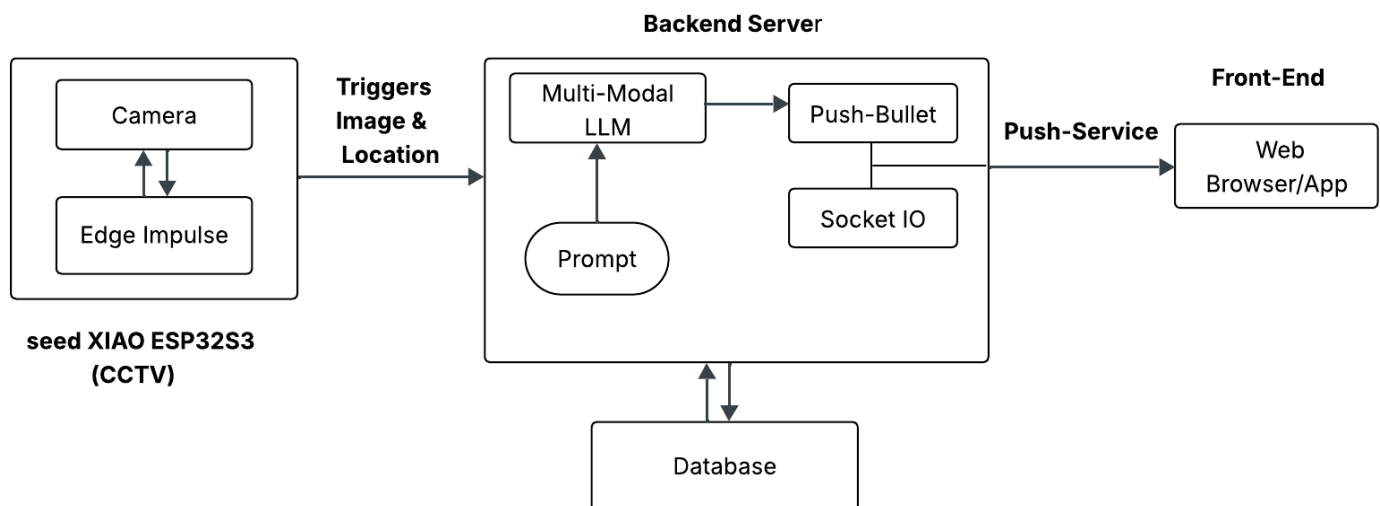 Backend Server
Camera
Edge Impulse
seed XIAO ESP32S3
(CCTV)
Triggers
Image &
Location
Multi-Modal
LLM
Prompt
Push-Bullet
Socket IO
Push-Service
Front-End
Web
Browser/App
Database